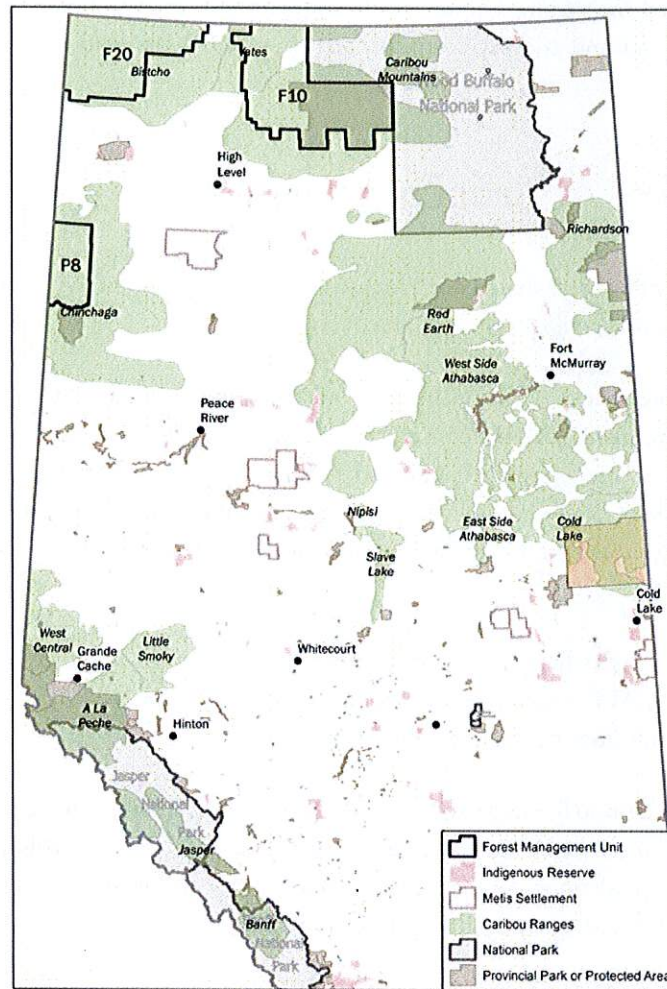 F20
Bistcho
Yates
F10
Caribou
Mountains
Wood Buffalo
National Park
High
Level
Richardson
P8
Chinchaga
Red
Earth
West Side
Athabasca
Fort
McMurray
Peace
River
Nipisi
East Side
Athabasca
Cold
Lake
Slave
Lake
Cold
Lake
West
Central
Little
Smoky
Grande
Cache
Whitecourt
A La
Peche
Hinton
Jasper
National
Park
Jasper
Banff
National
Park
Forest Management Unit
Indigenous Reserve
Metis Settlement
Caribou Ranges
National Park
Provincial Park or Protected Area